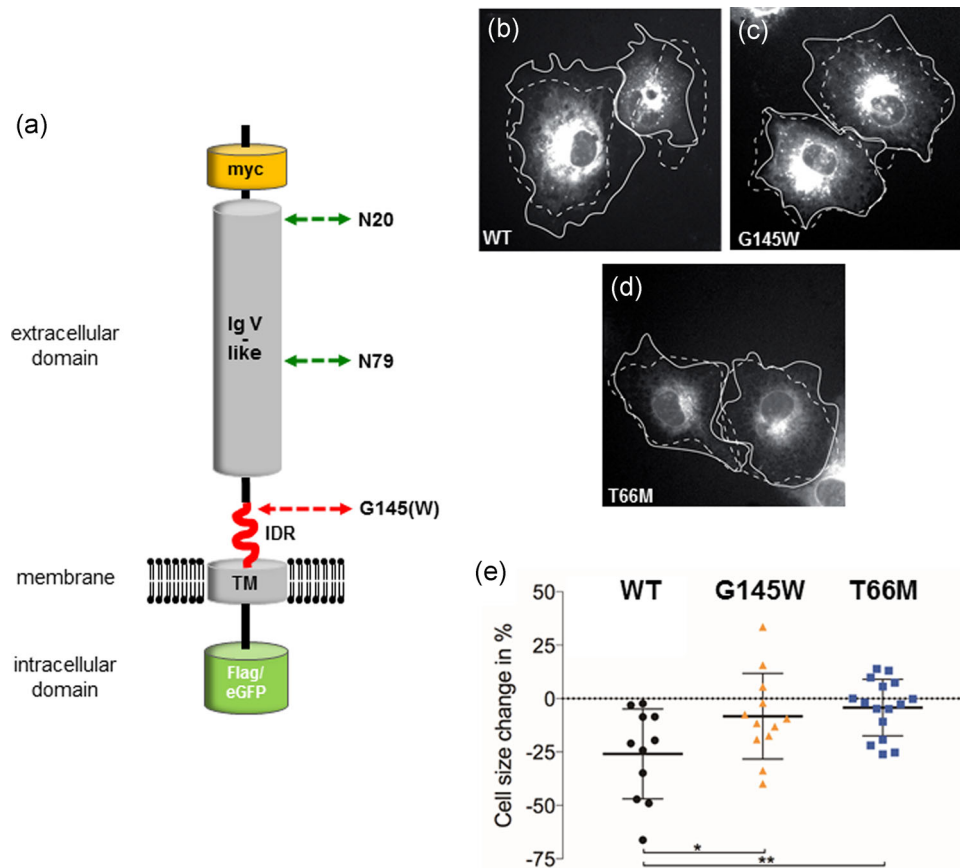 (a)
myc
N20
extracellular
domain
Ig V
-
like
N79
G145(W)
IDR
membrane
TM
intracellular
domain
Flag/
eGFP
(b)
WT
(c)
G145W
(d)
T66M
(e)
WT G145W T66M
Cell size change in %
50
25
0
-25
-50
-75
*
**